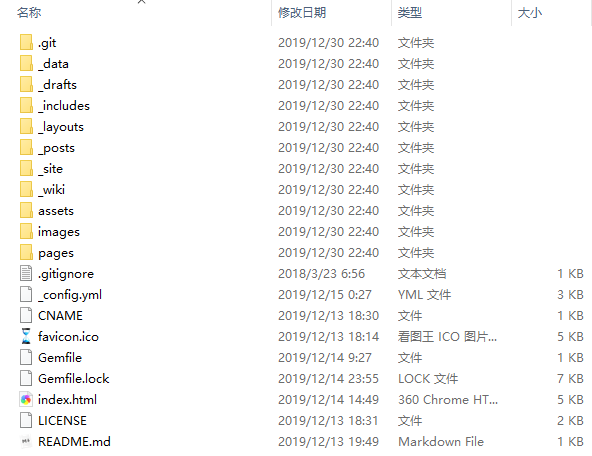 名称 修改日期 类型 大小
.git 2019/12/30 22:40 文件夹
_data 2019/12/30 22:40 文件夹
_drafts 2019/12/30 22:40 文件夹
_includes 2019/12/30 22:40 文件夹
_layouts 2019/12/30 22:40 文件夹
_posts 2019/12/30 22:40 文件夹
_site 2019/12/30 22:40 文件夹
_wiki 2019/12/30 22:40 文件夹
assets 2019/12/30 22:40 文件夹
images 2019/12/30 22:40 文件夹
pages 2019/12/30 22:40 文件夹
.gitignore 2018/3/23 6:56 文本文档 1 KB
_config.yml 2019/12/15 0:27 YML 文件 3 KB
CNAME 2019/12/13 18:30 文件 1 KB
favicon.ico 2019/12/13 18:14 看图王 ICO 图片... 5 KB
Gemfile 2019/12/14 9:27 文件 1 KB
Gemfile.lock 2019/12/14 23:55 LOCK 文件 7 KB
index.html 2019/12/14 14:49 360 Chrome HT... 5 KB
LICENSE 2019/12/13 18:31 文件 2 KB
README.md 2019/12/13 19:49 Markdown File 5 KB